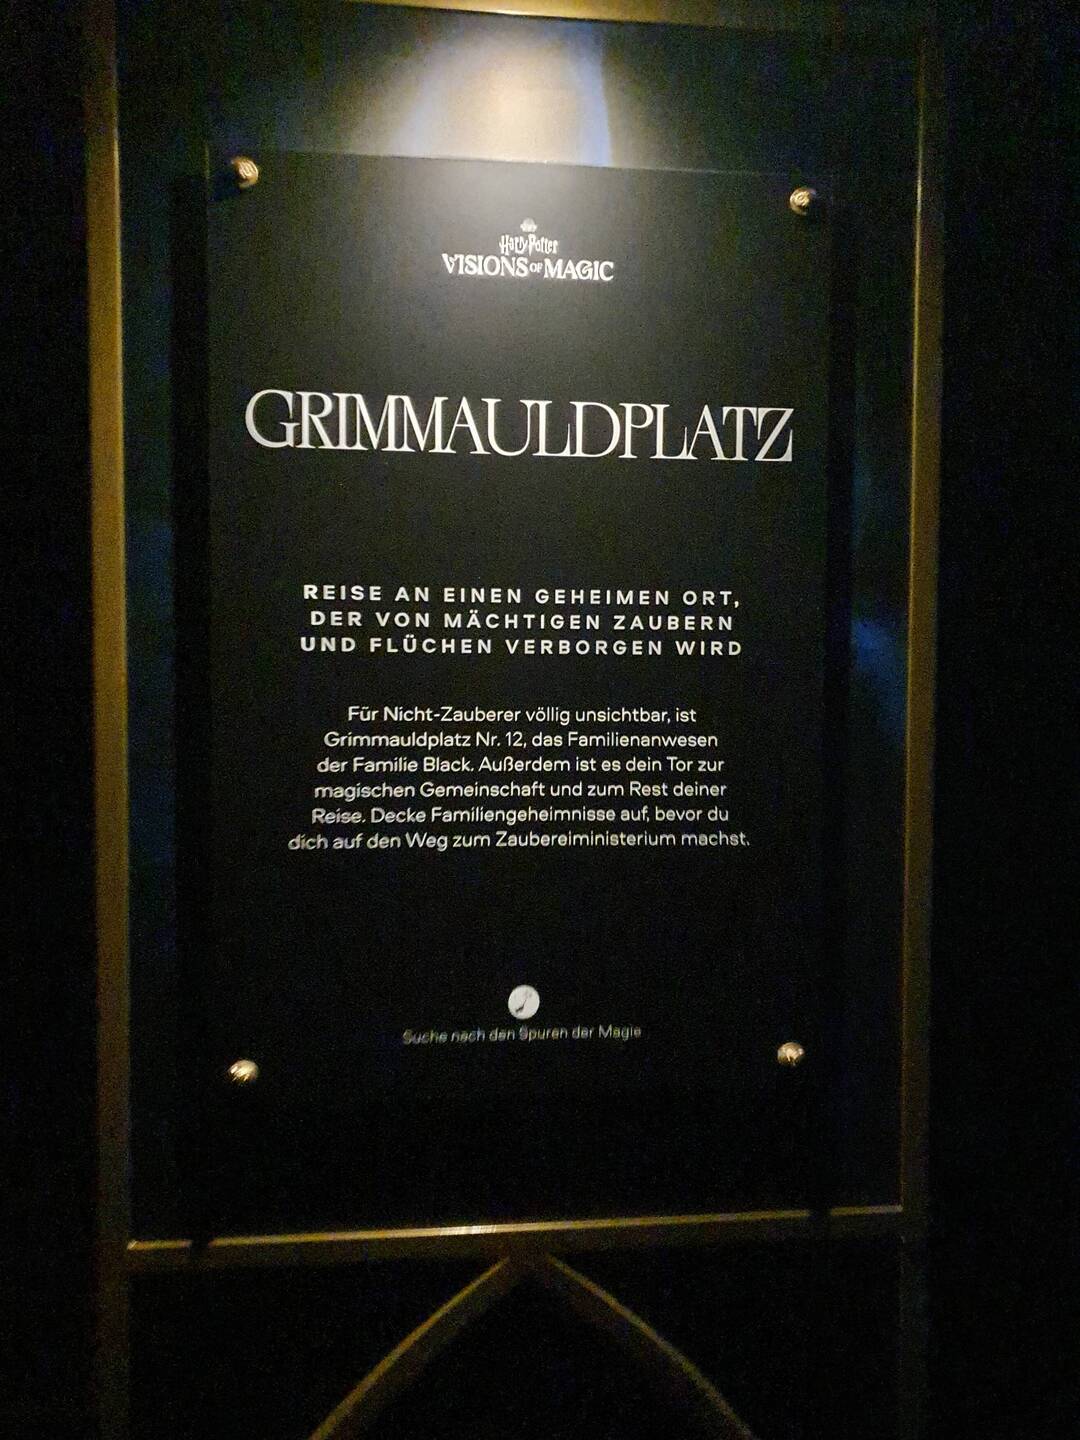 Harry Potter
VISIONS OF MAGIC
GRIMMAULDPLATZ
REISE AN EINEN GEHEIMEN ORT,
DER VON MÄCHTIGEN ZAUBERN
UND FLÜCHEN VERBORGEN WIRD
Für Nicht-Zauberer völlig unsichtbar, ist
Grimmauldplatz Nr. 12, das Familienanwesen
der Familie Black. Außerdem ist es dein Tor zur
magischen Gemeinschaft und zum Rest deiner
Reise. Decke Familiengeheimnisse auf, bevor du
dich auf den Weg zum Zaubereiministerium machst.
Suche nach den Spuren der Magie